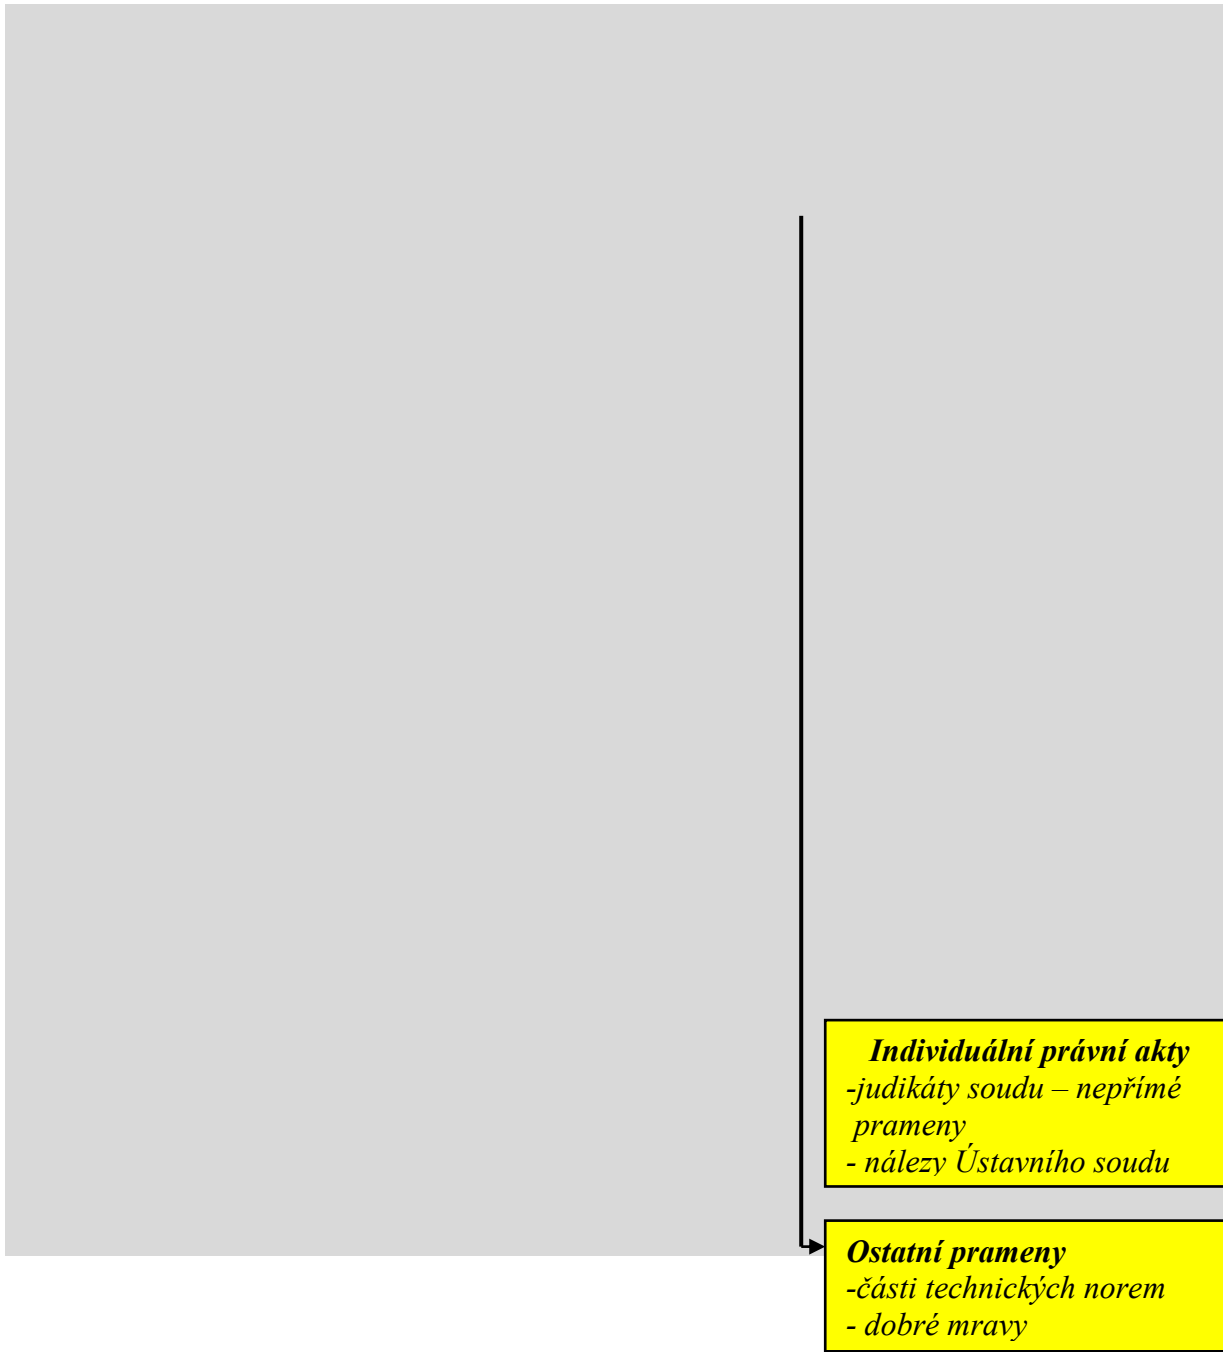 Individuální právní akty
-judikáty soudu – nepřímé
prameny
- nálezy Ústavního soudu
Ostatní prameny
-části technických norem
- dobré mravy